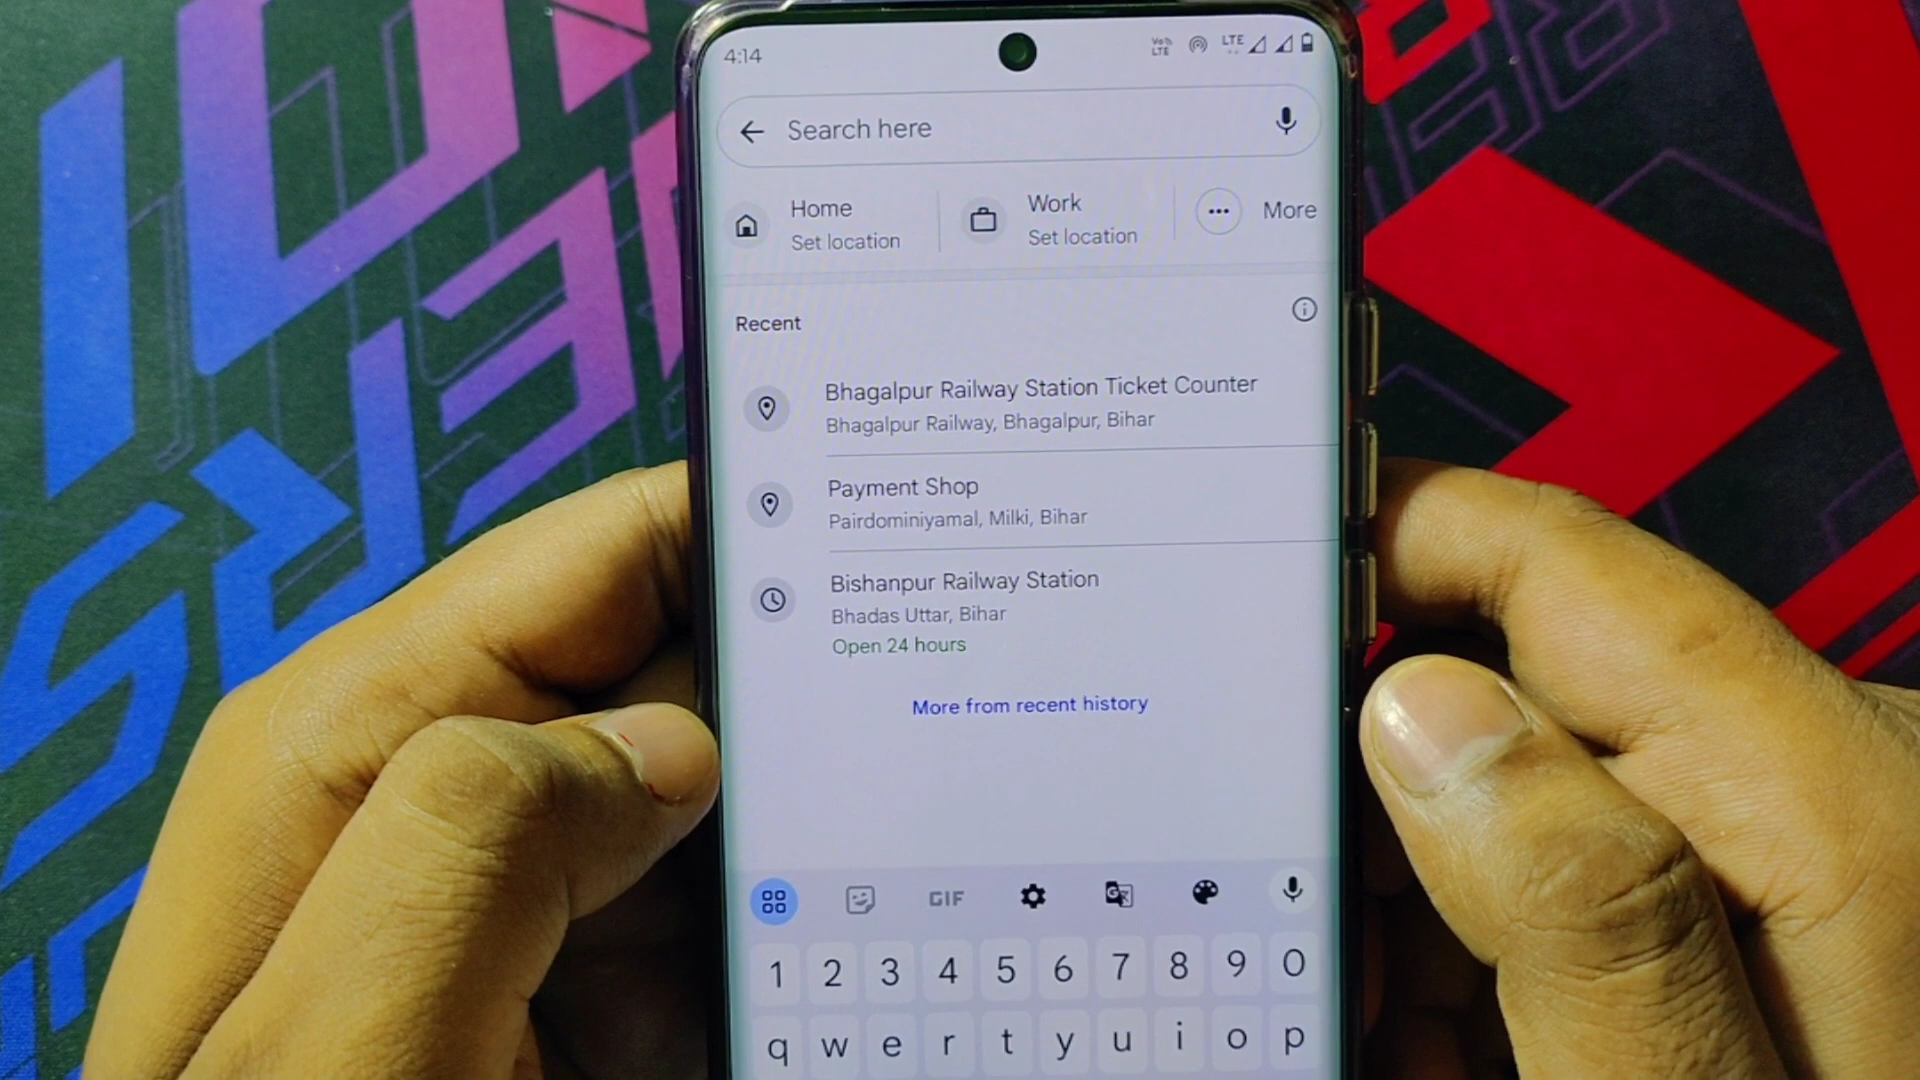 4:14
Vo
LTE
LTE
Search here
Home
Set location
Work
Set location
More
Recent
Bhagalpur Railway Station Ticket Counter
Bhagalpur Railway, Bhagalpur, Bihar
Payment Shop
Pairdominiyamal, Milki, Bihar
Bishanpur Railway Station
Bhadas Uttar, Bihar
Open 24 hours
More from recent history
GIF
1 2 3 4 5 6 7 8 9 0
q w e r t y u i o p